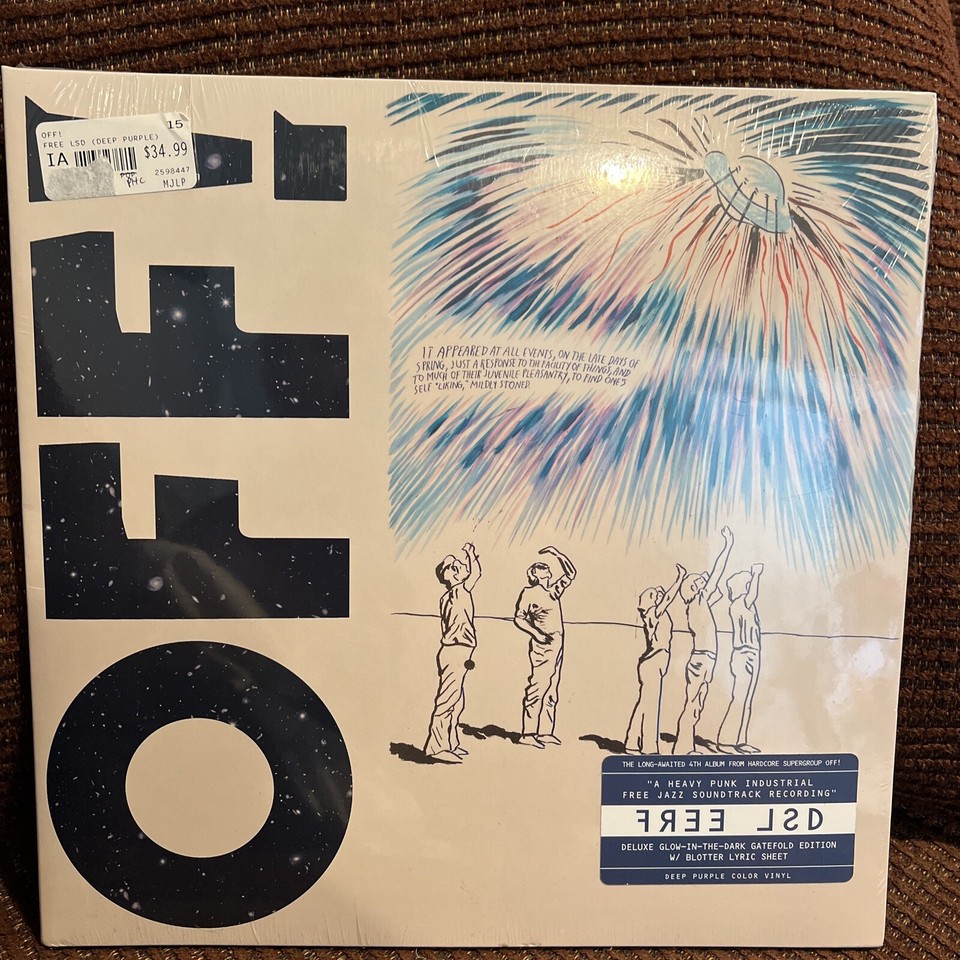 OFF!
OFF!
15
FREE LSD (DEEP PURPLE)
IA $34.99
PHC 2598447
MJLP
IT APPEARED AT ALL EVENTS, ON THE LATE DAYS OF
SPRING, JUST A RESPONSE TO THE FACILITY OF THINGS, AND
TO MUCH OF THEIR JUVENILE PLEASANTRY, TO FIND ONE'S
SELF "LIKING," MILDLY STONED.
THE LONG-AWAITED 4TH ALBUM FROM HARDCORE SUPERGROUP OFF!
"A HEAVY PUNK INDUSTRIAL
FREE JAZZ SOUNDTRACK RECORDING"
FREE LSD
DELUXE GLOW-IN-THE-DARK GATEFOLD EDITION
W/ BLOTTER LYRIC SHEET
DEEP PURPLE COLOR VINYL